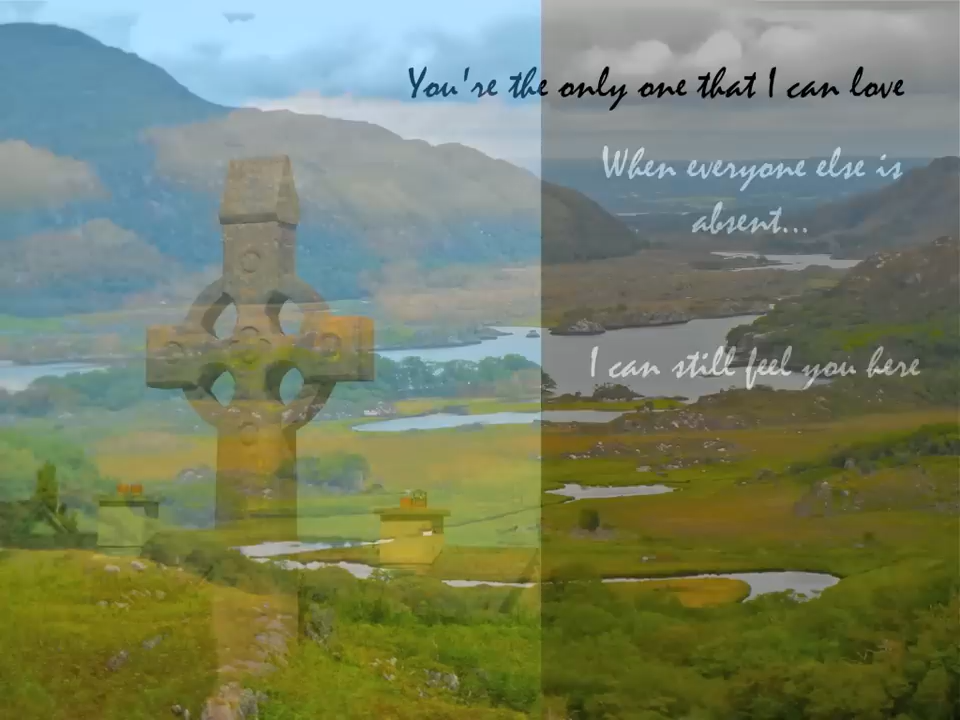 You're the only one that I can love
When everyone else is
absent...
I can still feel you here